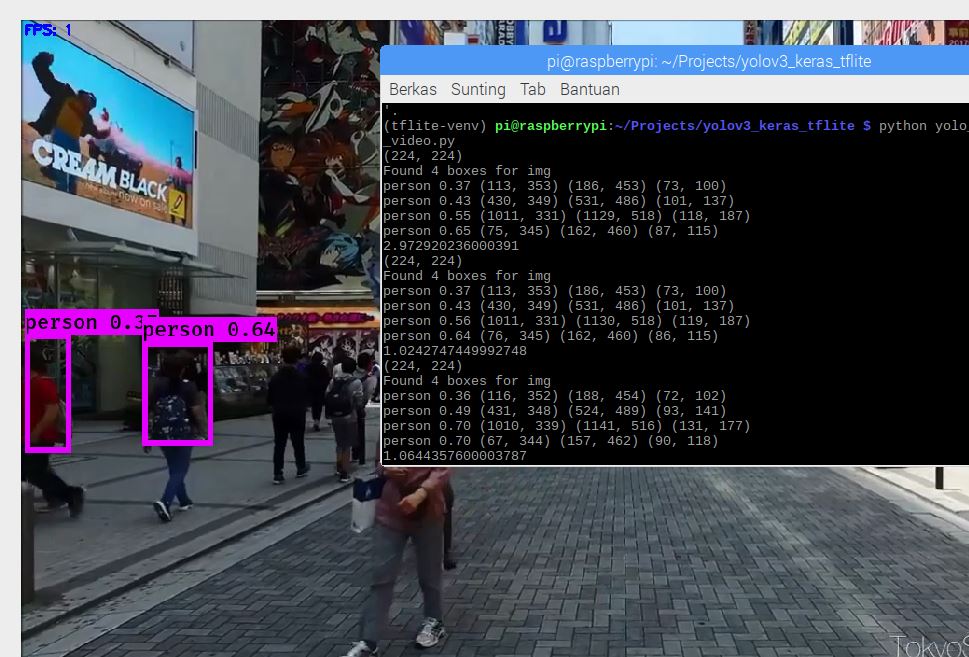 FPS: 1
CREAM BLACK
now on sale
pi@raspberrypi: ~/Projects/yolov3_keras_tflite
Berkas Sunting Tab Bantuan
'.
(tflite-venv) pi@raspberrypi:~/Projects/yolov3_keras_tflite $ python yolo
_video.py
(224, 224)
Found 4 boxes for img
person 0.37 (113, 353) (186, 453) (73, 100)
person 0.43 (430, 349) (531, 486) (101, 137)
person 0.55 (1011, 331) (1129, 518) (118, 187)
person 0.65 (75, 345) (162, 460) (87, 115)
2.972920236000391
(224, 224)
Found 4 boxes for img
person 0.37 (113, 353) (186, 453) (73, 100)
person 0.43 (430, 349) (531, 486) (101, 137)
person 0.56 (1011, 331) (1130, 518) (119, 187)
person 0.64 (76, 345) (162, 460) (86, 115)
1.0242747449992748
(224, 224)
Found 4 boxes for img
person 0.36 (116, 352) (188, 454) (72, 102)
person 0.49 (431, 348) (524, 489) (93, 141)
person 0.70 (1010, 339) (1141, 516) (131, 177)
person 0.70 (67, 344) (157, 462) (90, 118)
1.0644357600003787
person 0.3
person 0.64
TokyoS